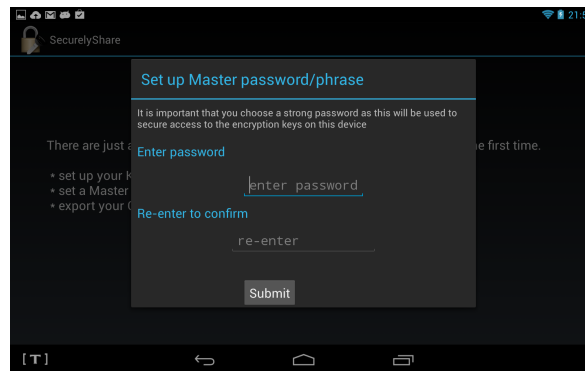 21:5
SecurelyShare
Set up Master password/phrase
It is important that you choose a strong password as this will be used to
secure access to the encryption keys on this device
There are just
e first time.
Enter password
* set up your
* set a Master
enter password
* export your
Re-enter to confirm
re-enter
Submit
[T]